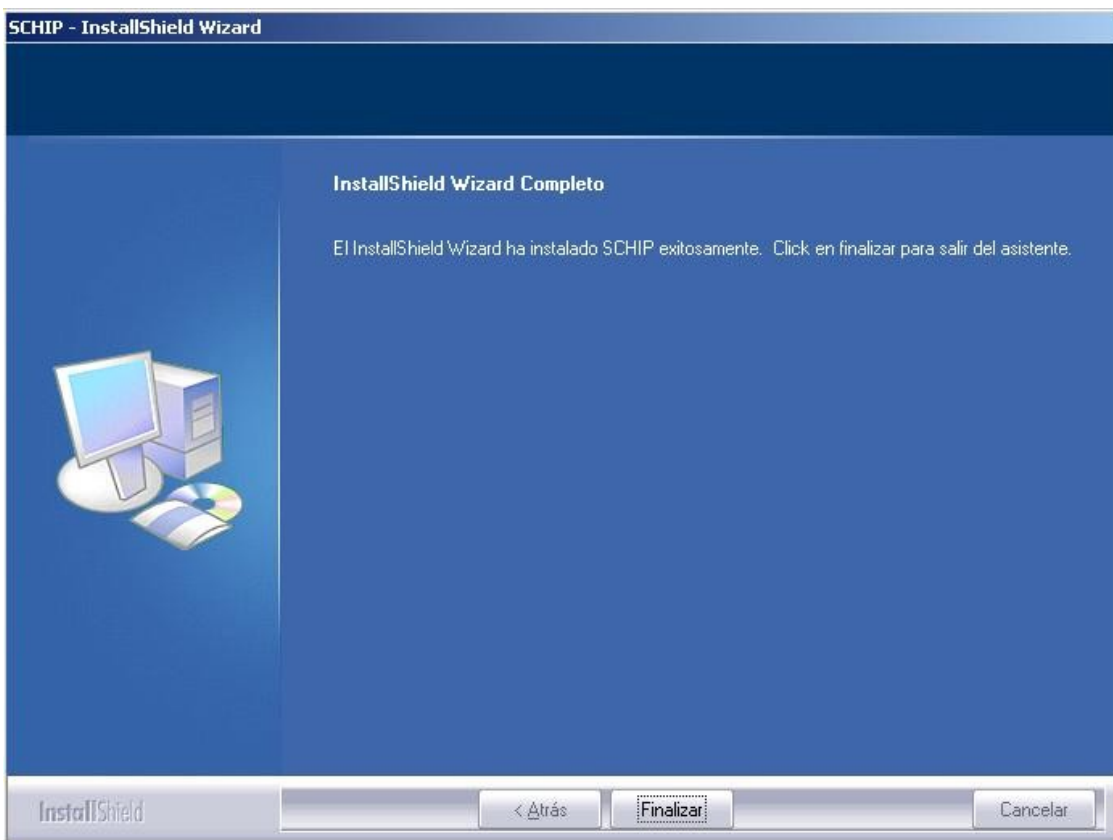 SCHIP - InstallShield Wizard
InstallShield Wizard Completo
El InstallShield Wizard ha instalado SCHIP exitosamente. Click en finalizar para salir del asistente.
InstallShield
< Atrás
Finalizar
Cancelar